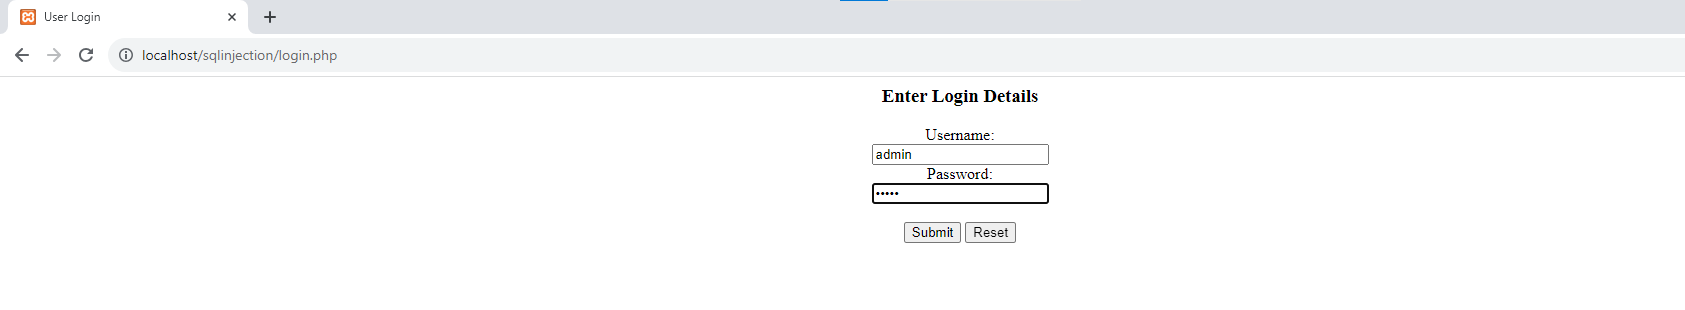 User Login
localhost/sqlinjection/login.php
Enter Login Details
Username:
admin
Password:
•••••
Submit Reset